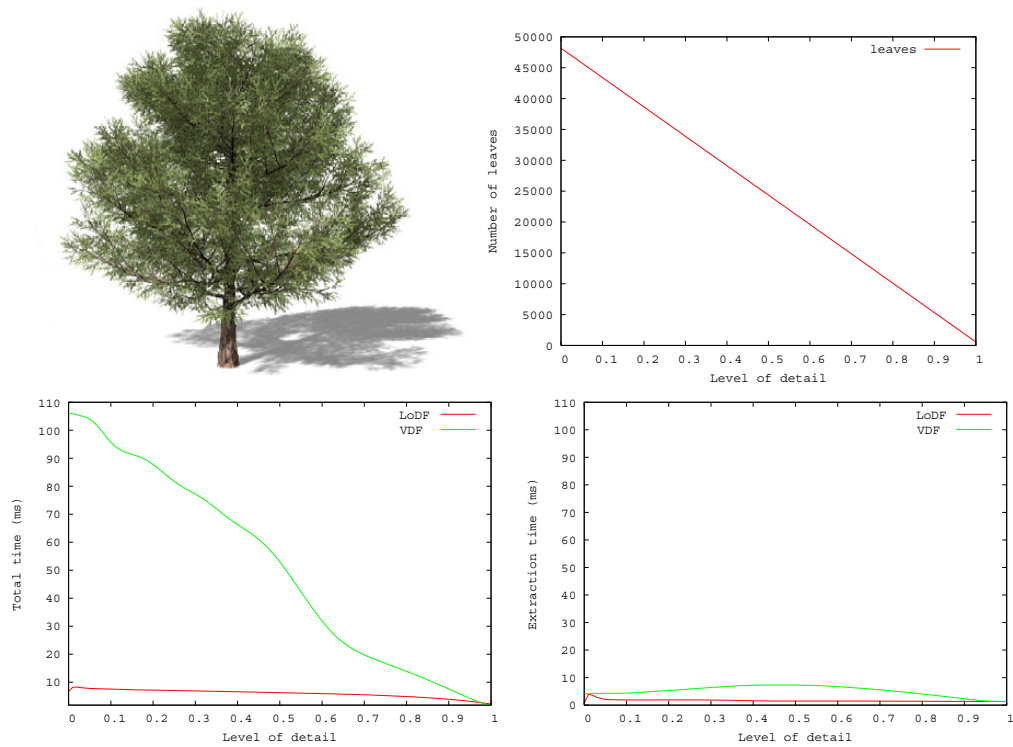 50000
45000
40000
35000
30000
25000
20000
15000
10000
5000
0
Number of leaves
leaves
0 0.1 0.2 0.3 0.4 0.5 0.6 0.7 0.8 0.9 1
Level of detail
110
100
90
80
70
60
50
40
30
20
10
Total time (ms)
LoDF
VDF
0 0.1 0.2 0.3 0.4 0.5 0.6 0.7 0.8 0.9 1
Level of detail
110
100
90
80
70
60
50
40
30
20
10
0
Extraction time (ms)
LoDF
VDF
0 0.1 0.2 0.3 0.4 0.5 0.6 0.7 0.8 0.9 1
Level of detail